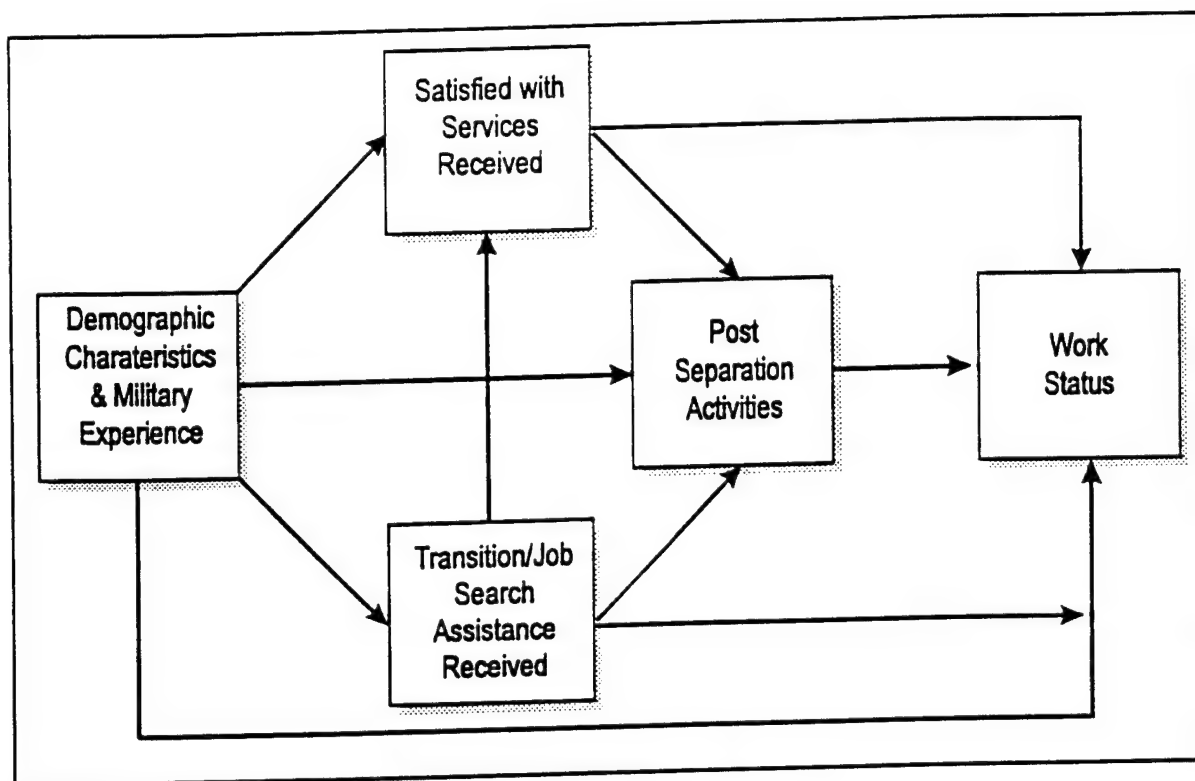 Satisfied with
Services
Received
Demographic
Charateristics
& Military
Experience
Post
Separation
Activities
Work
Status
Transition/Job
Search
Assistance
Received